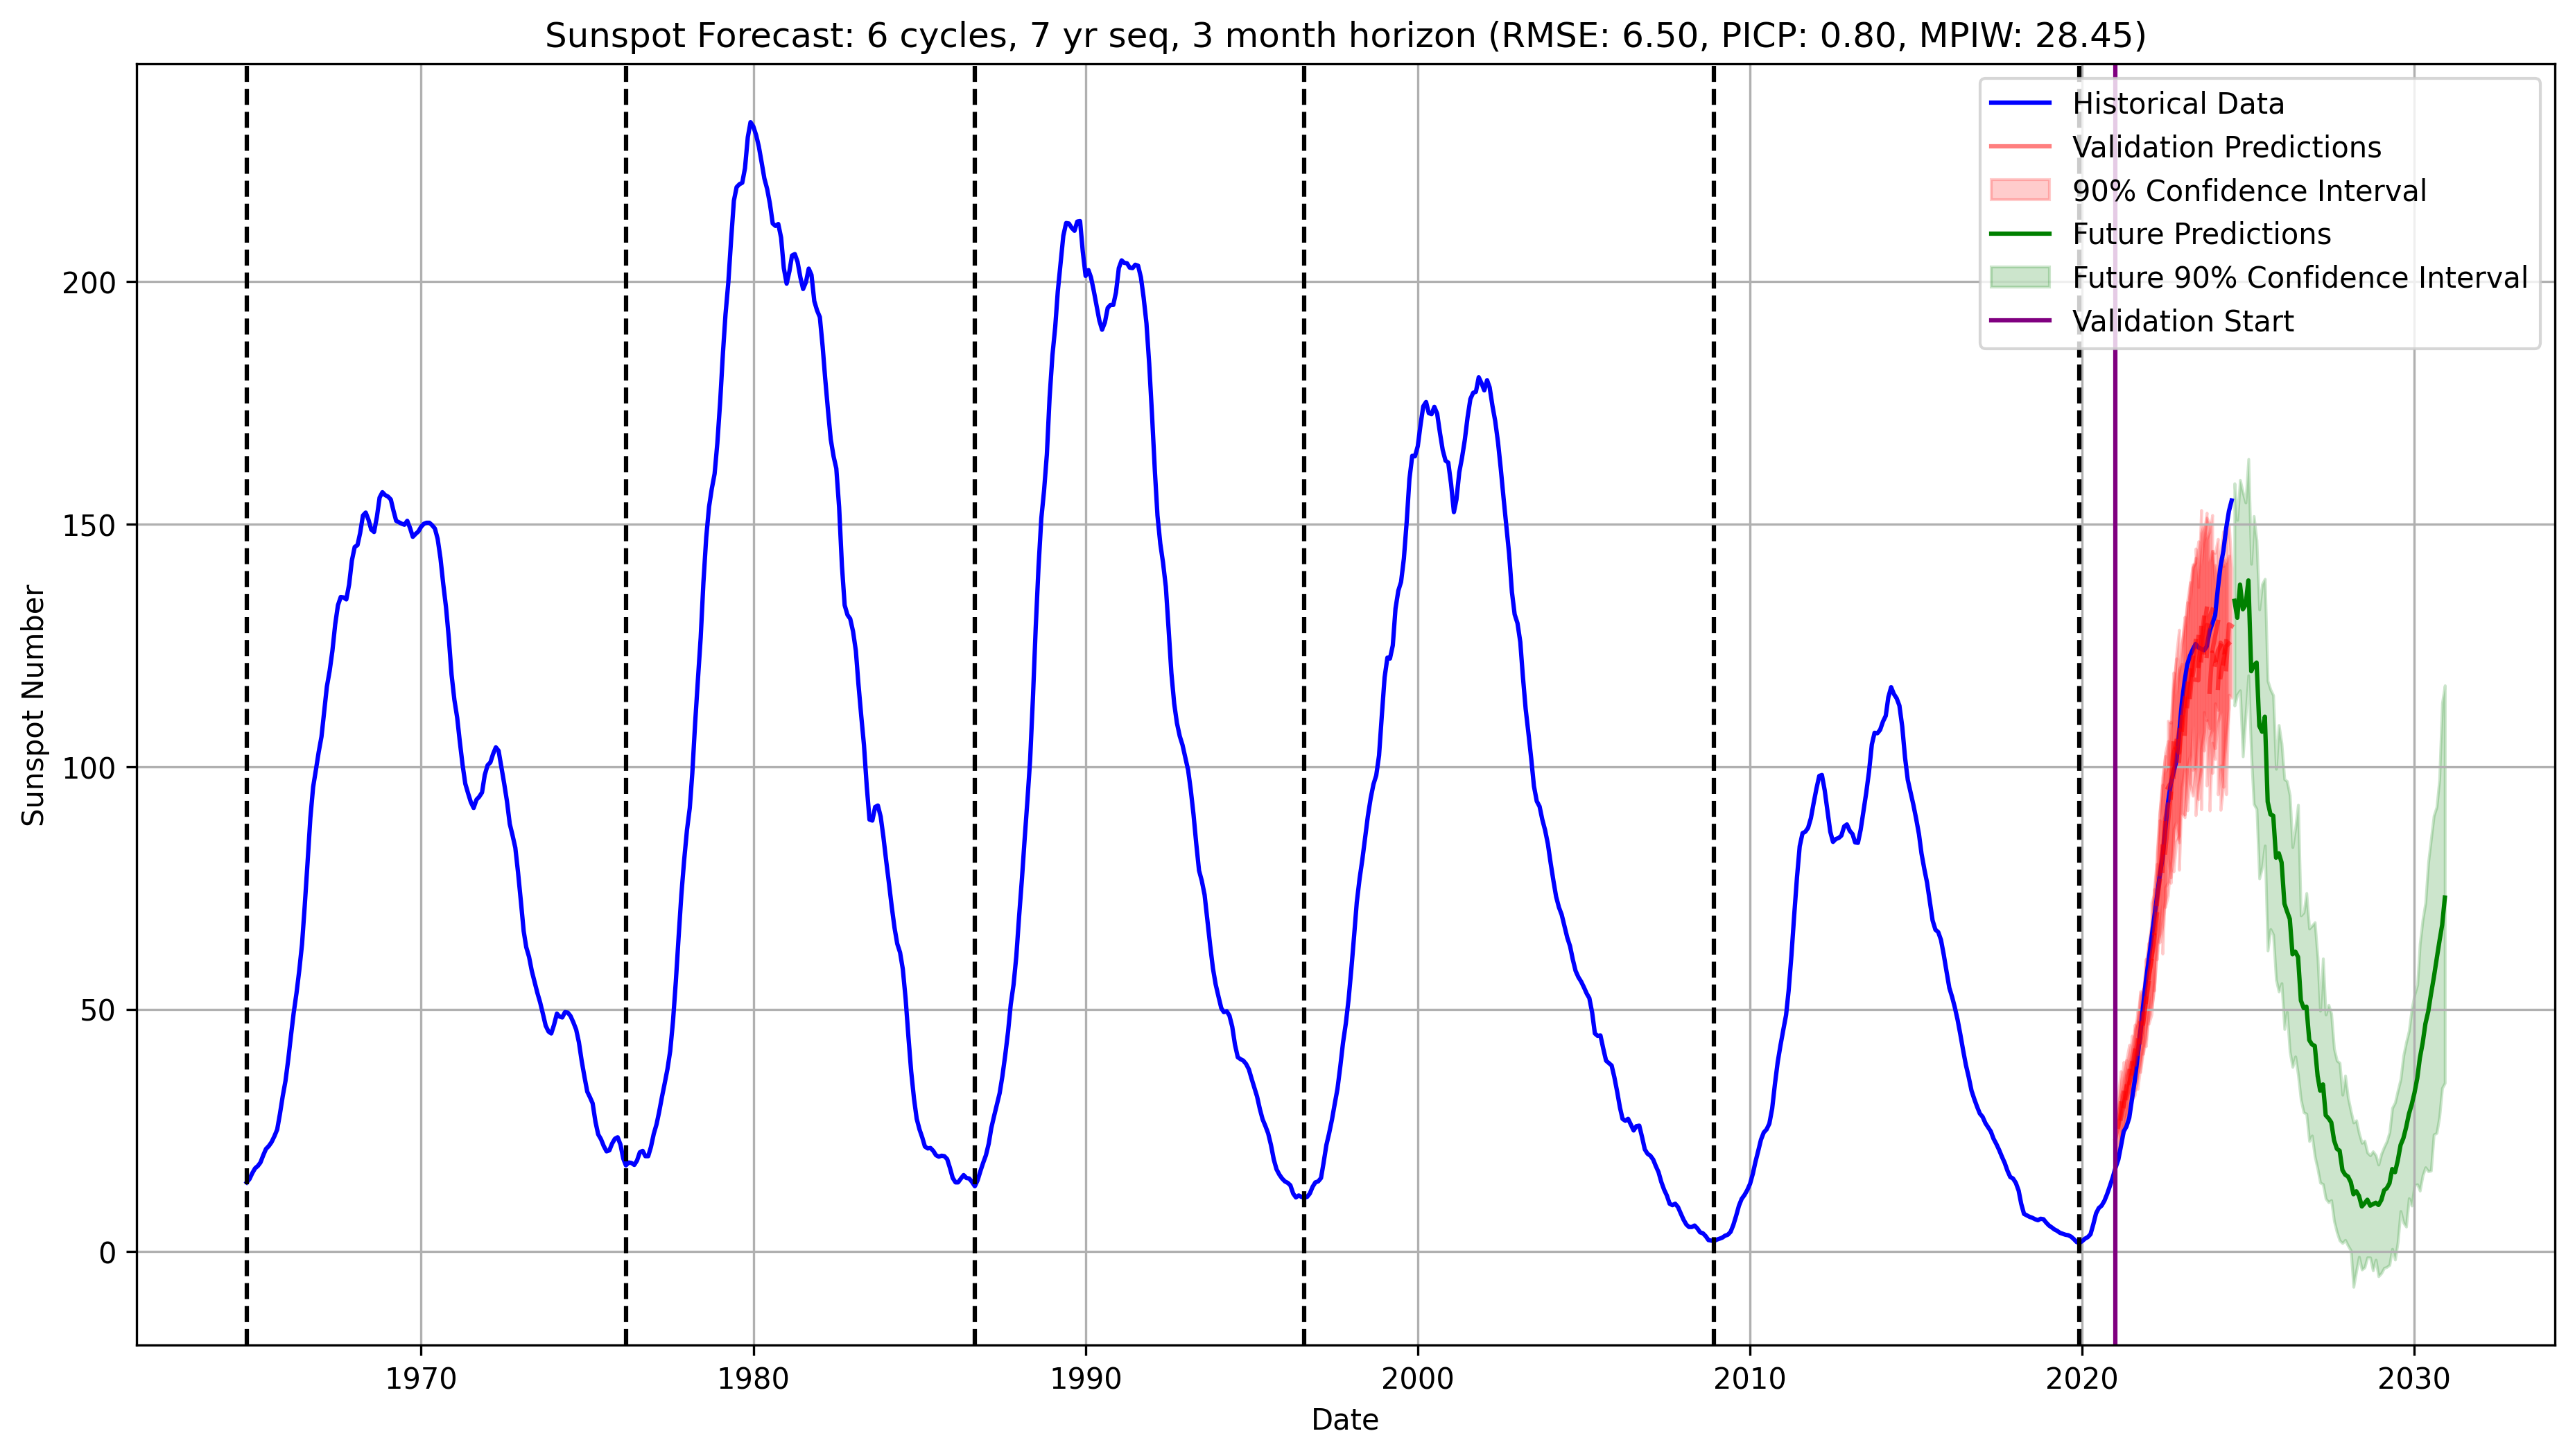 Sunspot Forecast: 6 cycles, 7 yr seq, 3 month horizon (RMSE: 6.50, PICP: 0.80, MPIW: 28.45)
Historical Data
Validation Predictions
90% Confidence Interval
Future Predictions
Future 90% Confidence Interval
Validation Start
Sunspot Number
200
150
100
50
0
1970 1980 1990 2000 2010 2020 2030
Date